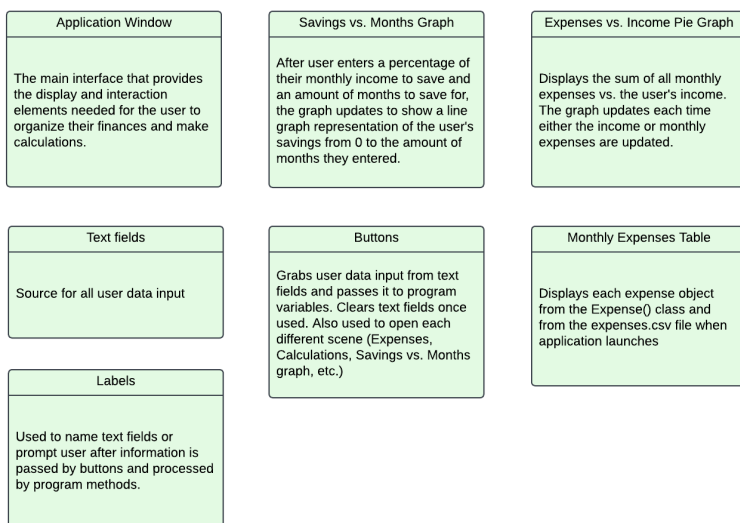 Application Window
The main interface that provides
the display and interaction
elements needed for the user to
organize their finances and make
calculations.
Savings vs. Months Graph
After user enters a percentage of
their monthly income to save and
an amount of months to save for,
the graph updates to show a line
graph representation of the user's
savings from 0 to the amount of
months they entered.
Expenses vs. Income Pie Graph
Displays the sum of all monthly
expenses vs. the user's income.
The graph updates each time
either the income or monthly
expenses are updated.
Text fields
Source for all user data input
Buttons
Grabs user data input from text
fields and passes it to program
variables. Clears text fields once
used. Also used to open each
different scene (Expenses,
Calculations, Savings vs. Months
graph, etc.)
Monthly Expenses Table
Displays each expense object
from the Expense() class and
from the expenses.csv file when
application launches
Labels
Used to name text fields or
prompt user after information is
passed by buttons and processed
by program methods.